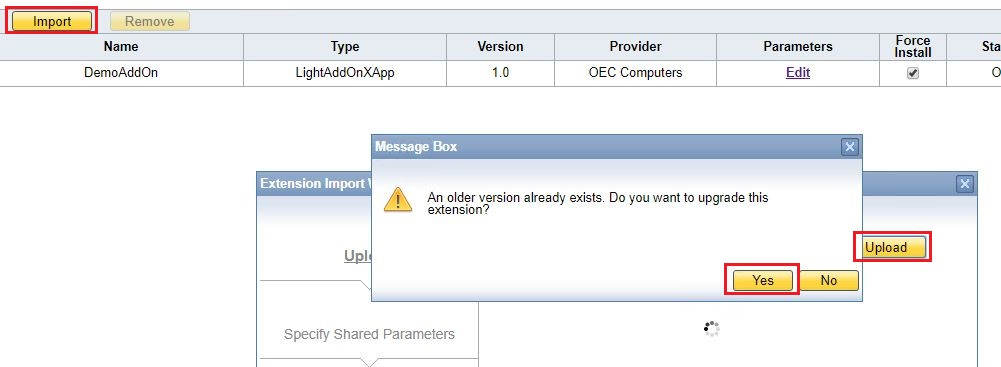 Import Remove
Name Type Version Provider Parameters Force Install
DemoAddOn LightAddOnXApp 1.0 OEC Computers Edit
Message Box
Extension Import
An older version already exists. Do you want to upgrade this
extension?
Upload
Yes No
Specify Shared Parameters